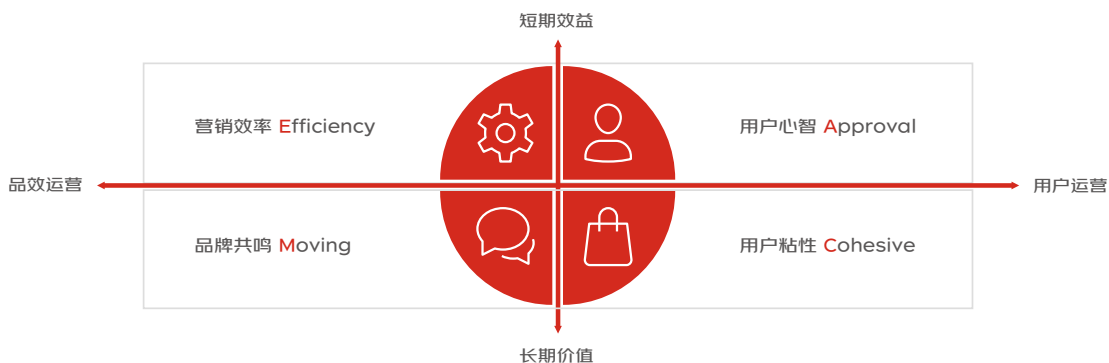 短期效益
营销效率 Efficiency
用户心智 Approval
品效运营
用户运营
品牌共鸣 Moving
用户粘性 Cohesive
长期价值